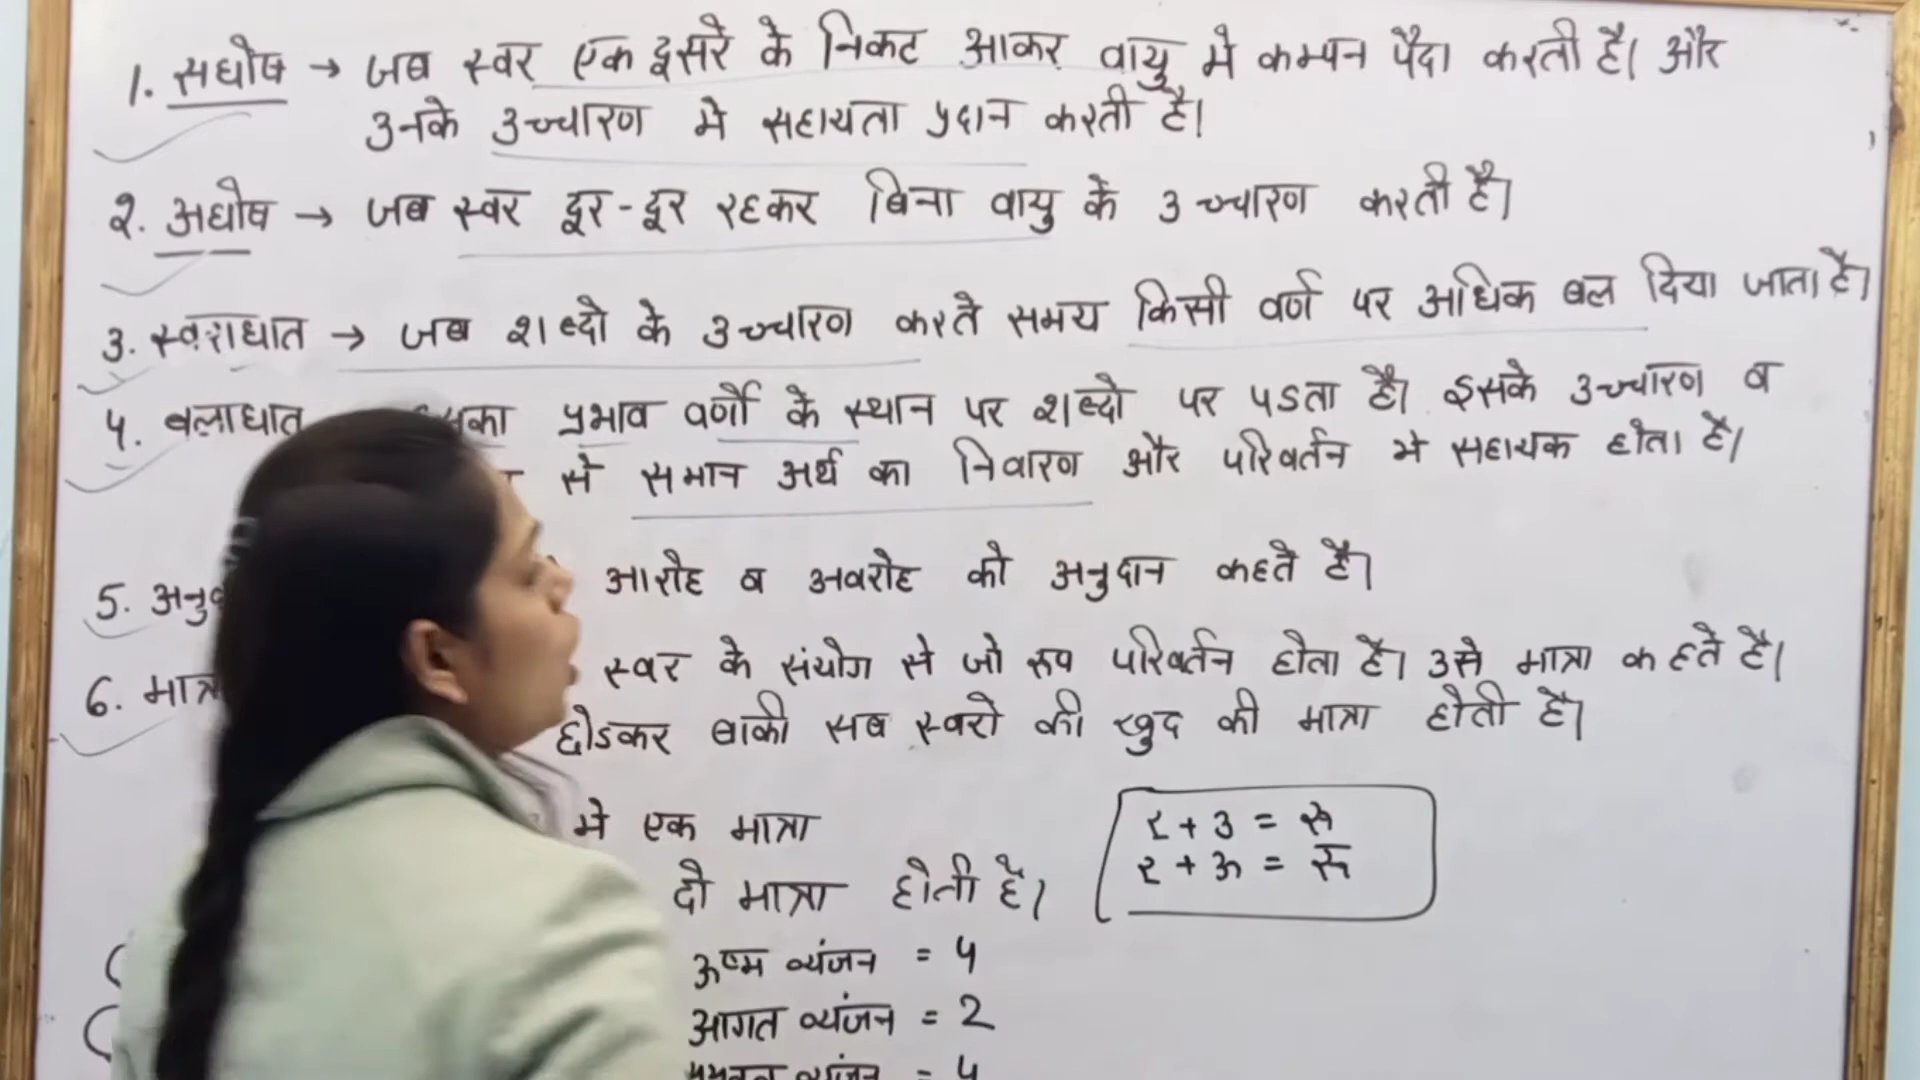 1. सघोष → जब स्वर एक दूसरे के निकट आकर वायु मे कम्पन पैदा करती है। और
उनके उच्चारण मे सहायता प्रदान करती है।
2. अघोष → जब स्वर दूर-दूर रहकर बिना वायु के उच्चारण करती है।
3. स्वराघात → जब शब्दो के उच्चारण करते समय किसी वर्ण पर अधिक बल दिया जाता है।
4. बलाघात प्रभाव वर्णो के स्थान पर शब्दो पर पडता है। इसके उच्चारण व
से समान अर्थ का निवारण और परिवर्तन मे सहायक होता है।
5. आरोह व अवरोह को अनुदान कहते है।
6. स्वर के संयोग से जो रूप परिवर्तन होता है। उसे मात्रा कहते है।
छोडकर बाकी सब स्वरो की खुद की मात्रा होती है।
मे एक मात्रा
दो मात्रा होती है।
र + उ = रु
र + ऊ = रू
ऊष्म व्यंजन = 4
आगत व्यंजन = 2
व्यंजन = 4